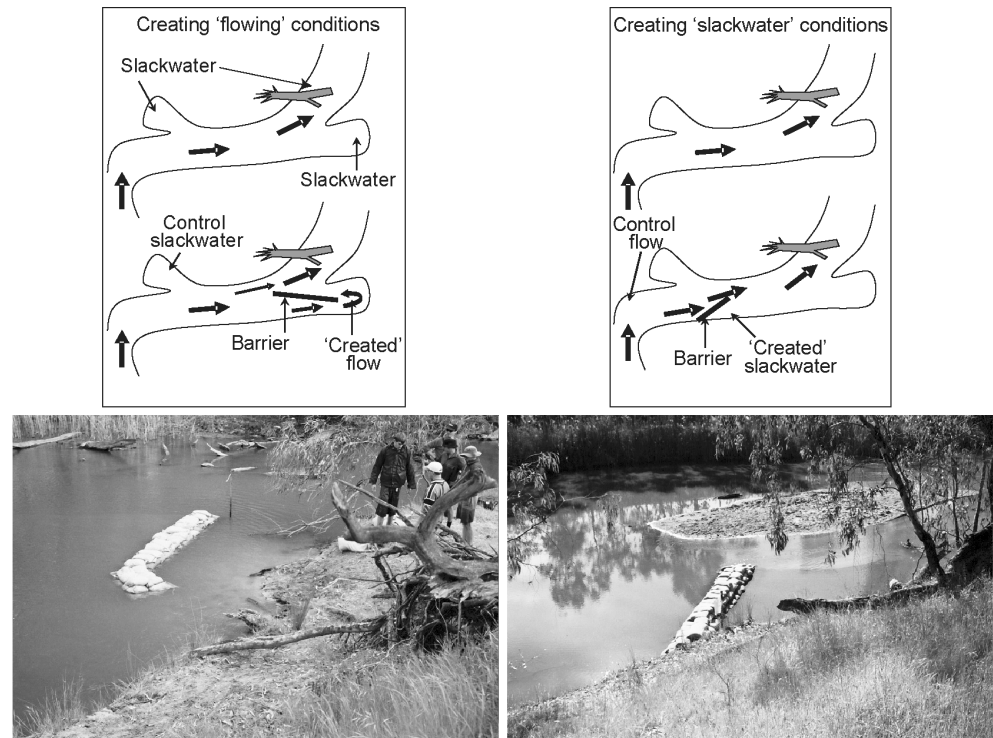 Creating 'flowing' conditions
Slackwater
Slackwater
Control
slackwater
Barrier
'Created'
flow
Creating 'slackwater' conditions
Control
flow
Barrier
'Created'
slackwater